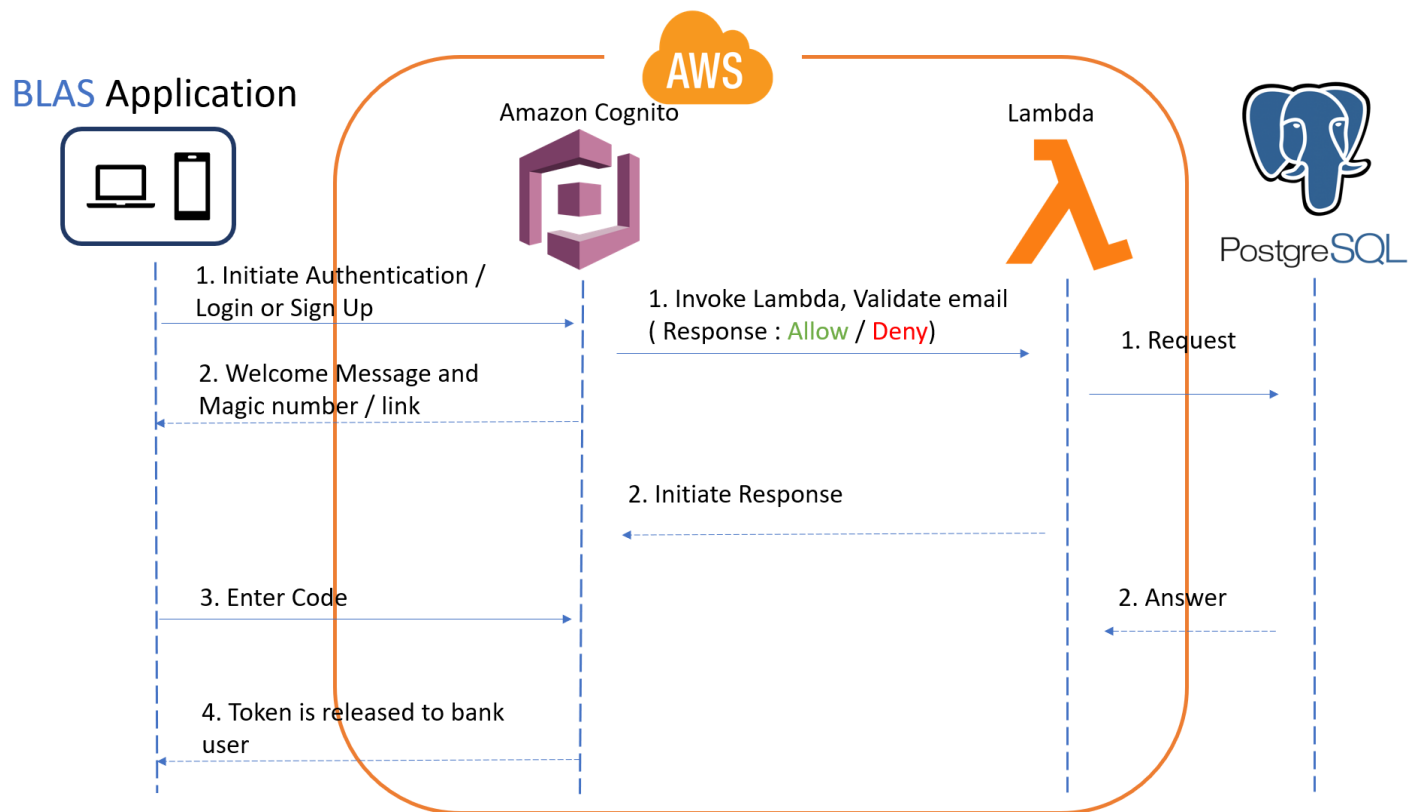 AWS
BLAS Application
Amazon Cognito
Lambda
PostgreSQL
1. Initiate Authentication /
Login or Sign Up
1. Invoke Lambda, Validate email
( Response : Allow / Deny)
1. Request
2. Welcome Message and
Magic number / link
2. Initiate Response
3. Enter Code
2. Answer
4. Token is released to bank
user